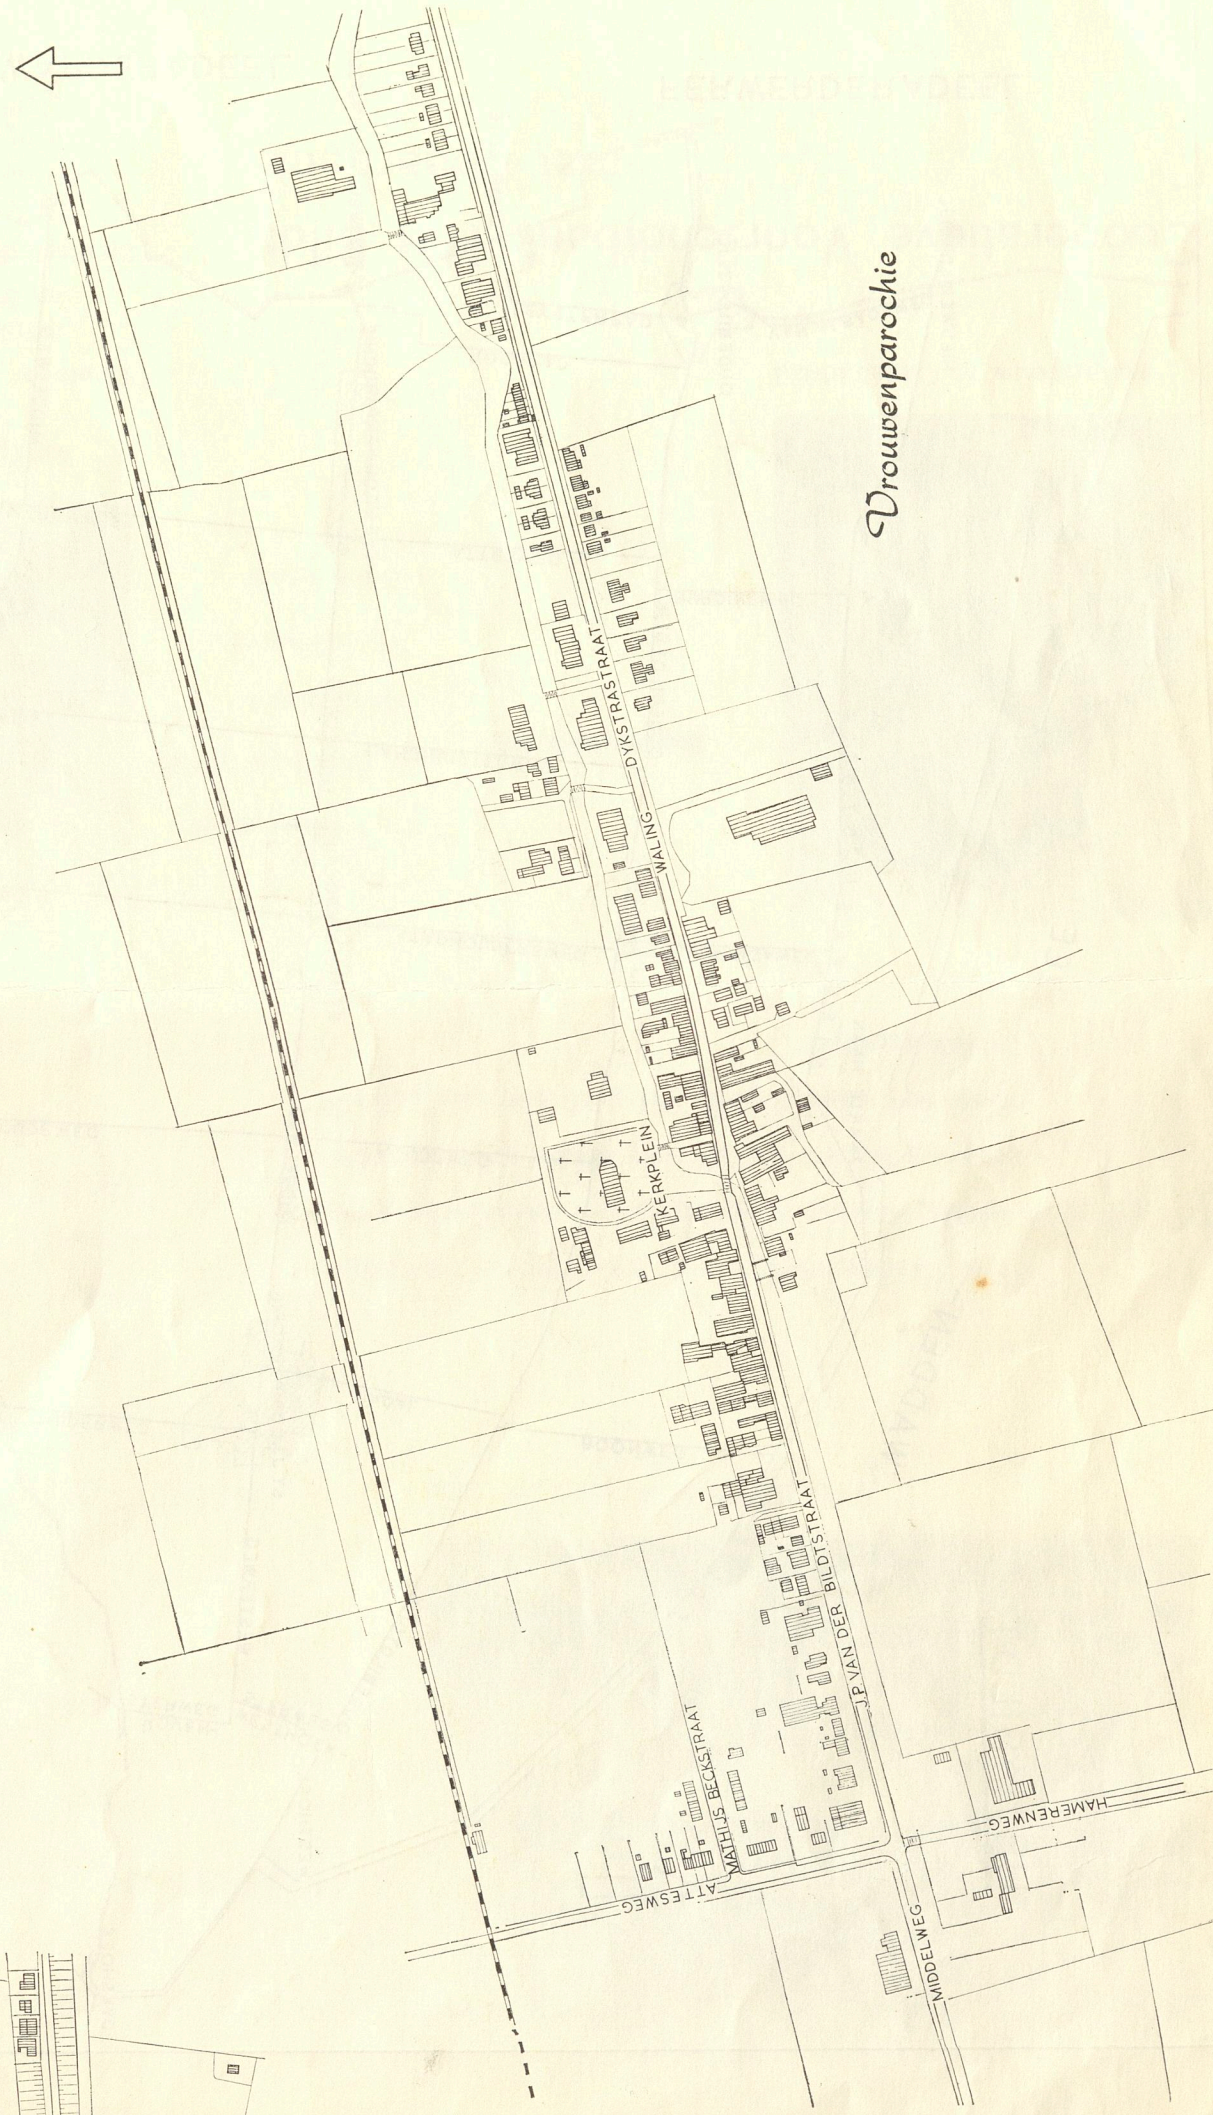 Vrouwenparochie
WALING DYKSTRASTRAAT
KERKPLEIN
J.P. VAN DER BILDTSTRAAT
MATHIJS BECKSTRAAT
ATTESWEG
HAMERENWEG
MIDDELWEG